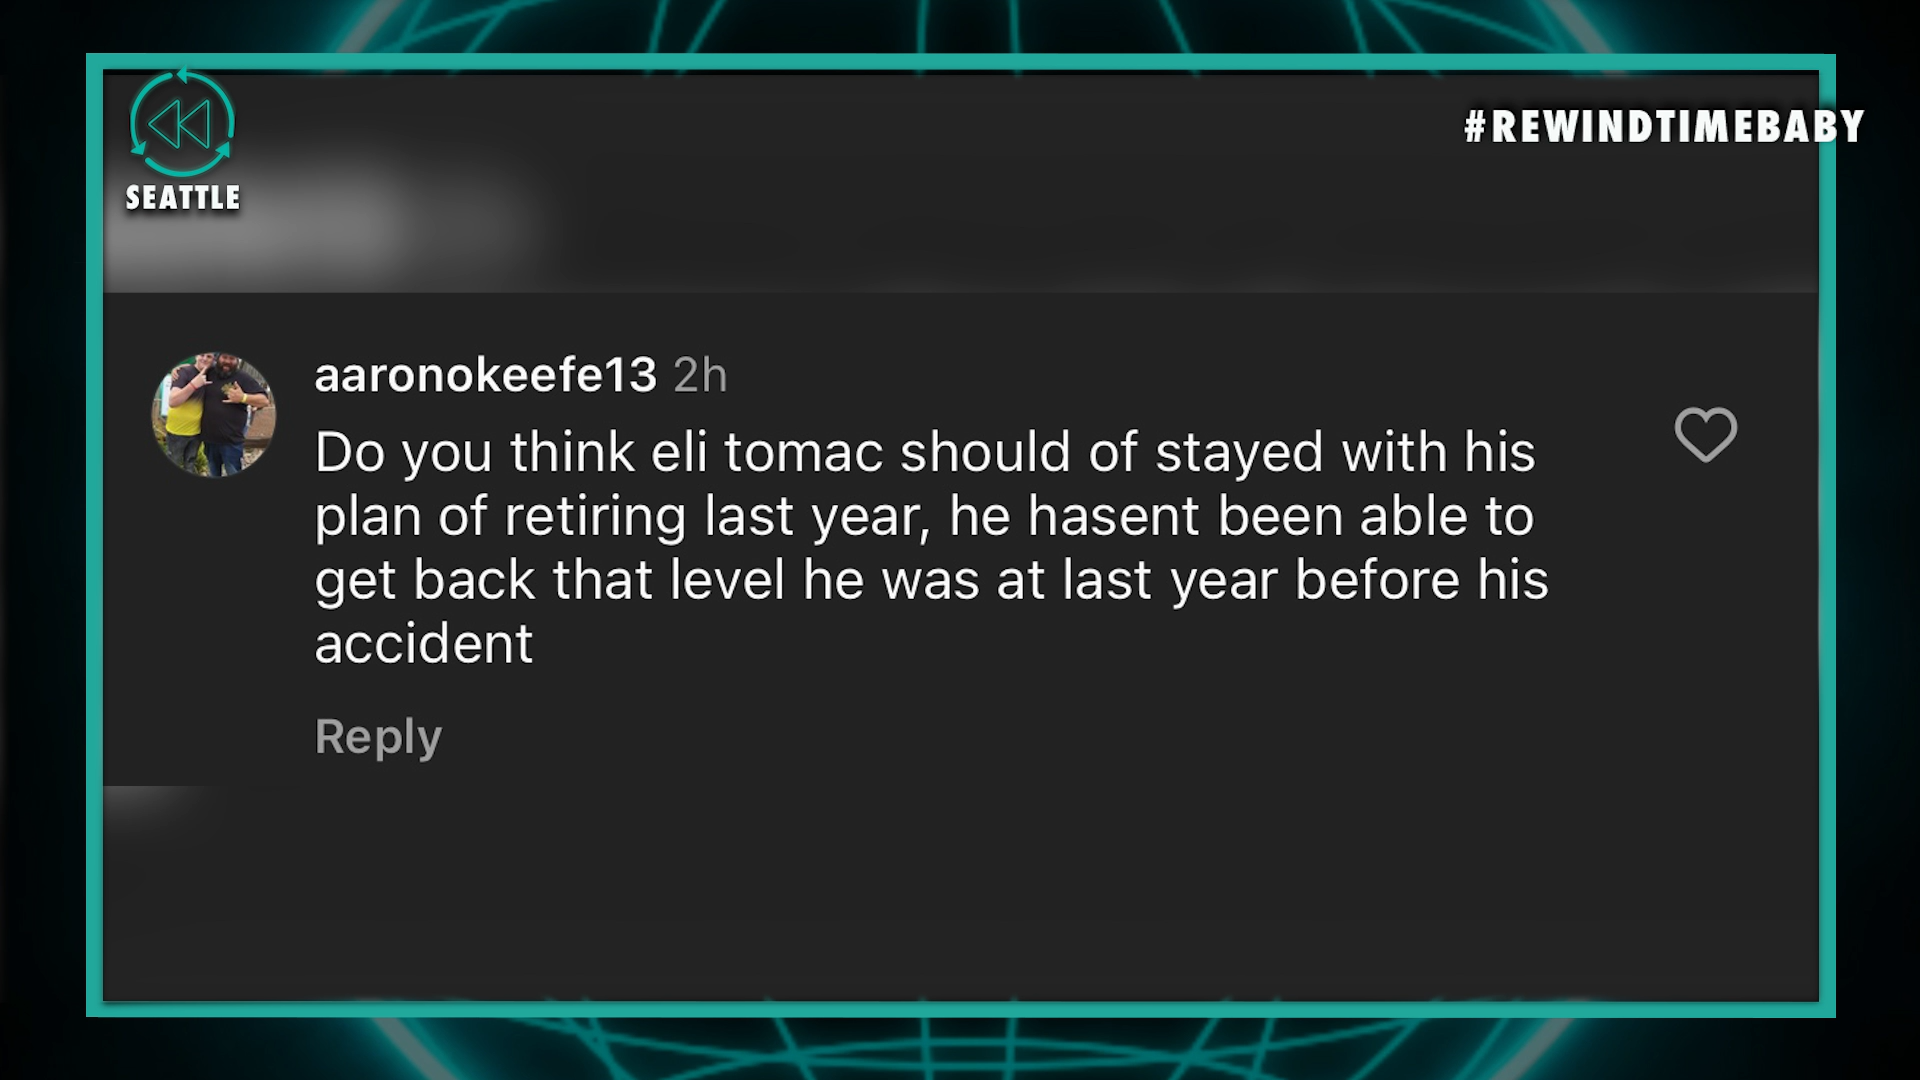 SEATTLE
#REWINDTIMEBABY
aaronokeefe13 2h
Do you think eli tomac should of stayed with his
plan of retiring last year, he hasent been able to
get back that level he was at last year before his
accident
Reply